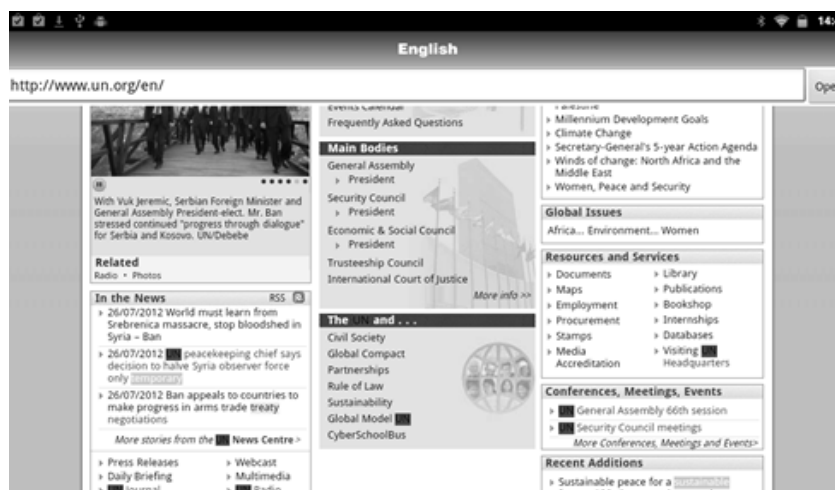 14:
English
http://www.un.org/en/
Ope
With Vuk Jeremic, Serbian Foreign Minister and
General Assembly President-elect. Mr. Ban
stressed continued "progress through dialogue"
for Serbia and Kosovo. UN/Debebe
Related
Radio • Photos
In the News RSS
26/07/2012 World must learn from
Srebrenica massacre, stop bloodshed in
Syria – Ban
26/07/2012 UN peacekeeping chief says
decision to halve Syria observer force
only temporary
26/07/2012 Ban appeals to countries to
make progress in arms trade treaty
negotiations
More stories from the UN News Centre>
Press Releases
Daily Briefing
UN Journal
Webcast
Multimedia
UN Radio
Events Calendar
Frequently Asked Questions
Main Bodies
General Assembly
President
Security Council
President
Economic & Social Council
President
Trusteeship Council
International Court of Justice
More info >>
The UN and . . .
Civil Society
Global Compact
Partnerships
Rule of Law
Sustainability
Global Model UN
CyberSchoolBus
Palestine
Millennium Development Goals
Climate Change
Secretary-General's 5-year Action Agenda
Winds of change: North Africa and the
Middle East
Women, Peace and Security
Global Issues
Africa... Environment... Women
Resources and Services
Documents
Maps
Employment
Procurement
Stamps
Media
Accreditation
Library
Publications
Bookshop
Internships
Databases
Visiting UN
Headquarters
Conferences, Meetings, Events
UN General Assembly 66th session
UN Security Council meetings
More Conferences, Meetings and Events>
Recent Additions
Sustainable peace for a sustainable